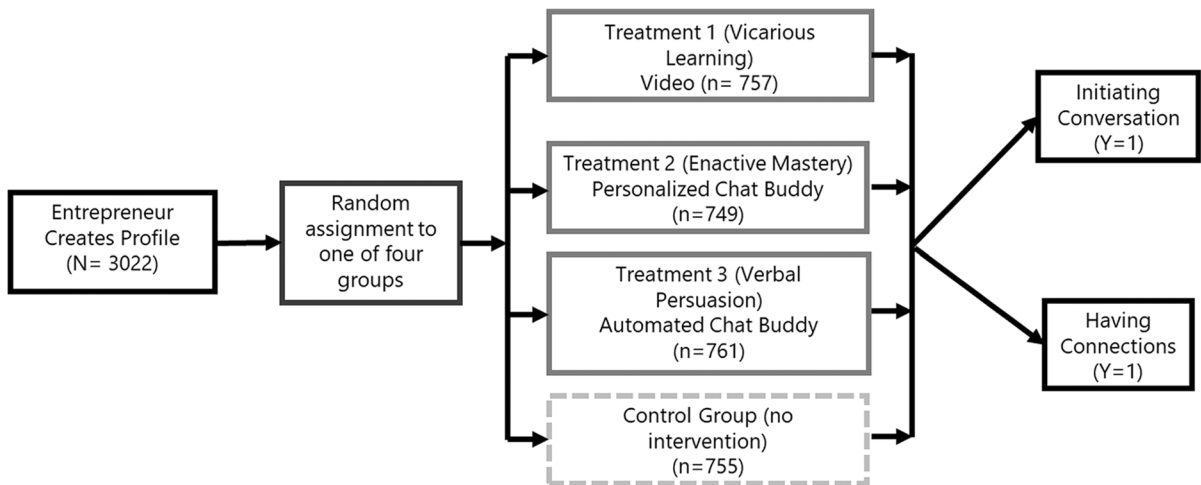 Entrepreneur
Creates Profile
(N= 3022)
Random
assignment to
one of four
groups
Treatment 1 (Vicarious
Learning)
Video (n= 757)
Treatment 2 (Enactive Mastery)
Personalized Chat Buddy
(n=749)
Treatment 3 (Verbal
Persuasion)
Automated Chat Buddy
(n=761)
Control Group (no
intervention)
(n=755)
Initiating
Conversation
(Y=1)
Having
Connections
(Y=1)